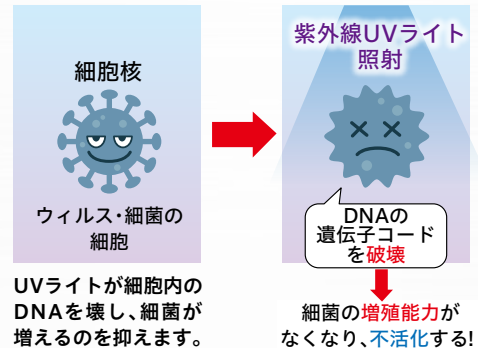 細胞核
ウィルス・細菌の
細胞
UVライトが細胞内の
DNAを壊し、細菌が
増えるのを抑えます。
紫外線UVライト
照射
DNAの
遺伝子コード
を破壊
細菌の増殖能力が
なくなり、不活化する!